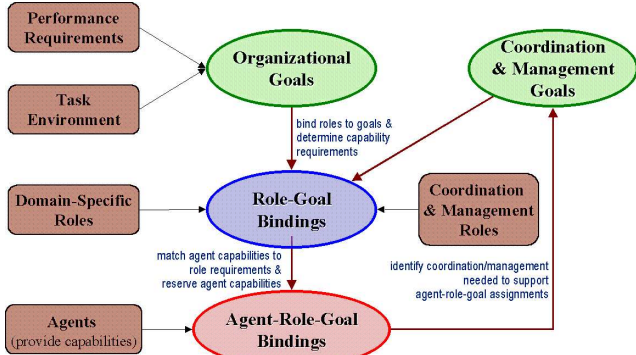 Performance
Requirements
Organizational
Goals
Coordination
& Management
Goals
Task
Environment
bind roles to goals &
determine capability
requirements
Domain-Specific
Roles
Role-Goal
Bindings
Coordination
& Management
Roles
match agent capabilities to
role requirements &
reserve agent capabilities
identify coordination/management
needed to support
agent-role-goal assignments
Agents
(provide capabilities)
Agent-Role-Goal
Bindings